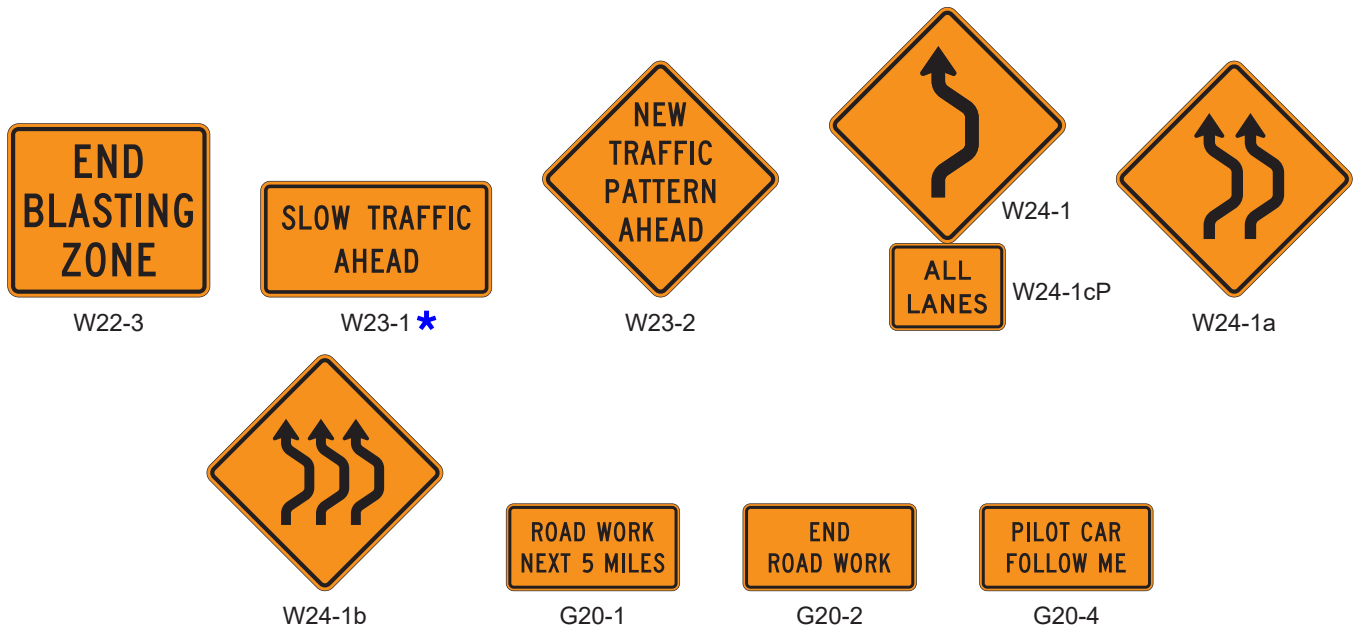 END
BLASTING
ZONE
W22-3
SLOW TRAFFIC
AHEAD
W23-1 *
NEW
TRAFFIC
PATTERN
AHEAD
W23-2
W24-1
ALL
LANES
W24-1cP
W24-1a
W24-1b
ROAD WORK
NEXT 5 MILES
G20-1
END
ROAD WORK
G20-2
PILOT CAR
FOLLOW ME
G20-4